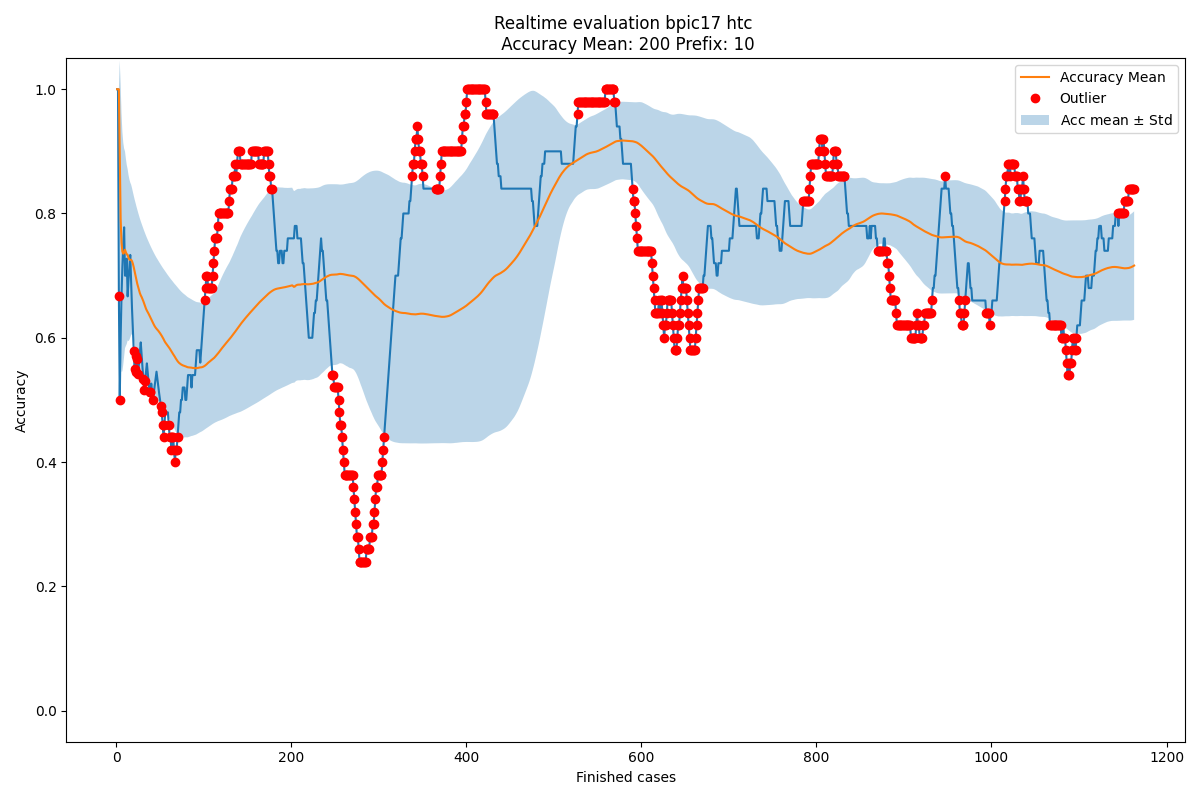 Realtime evaluation bpic17 htc
Accuracy Mean: 200 Prefix: 10
Accuracy Mean
Outlier
Acc mean ± Std
Accuracy
1.0
0.8
0.6
0.4
0.2
0.0
0
200
400
600
800
1000
1200
Finished cases